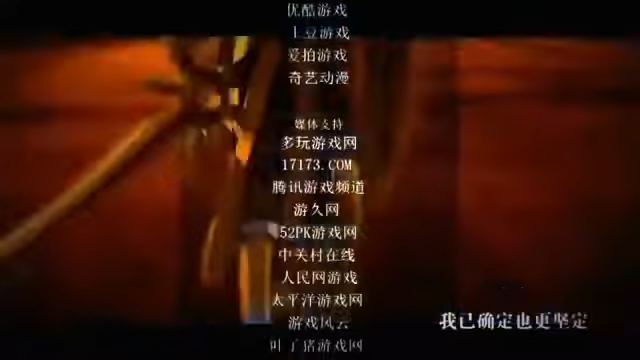 优酷游戏
土豆游戏
爱拍游戏
奇艺动漫
媒体支持
多玩游戏网
17173.COM
腾讯游戏频道
游久网
52PK游戏网
中关村在线
人民网游戏
太平洋游戏网
游戏风云
叶子猪游戏网
我已确定也更坚定